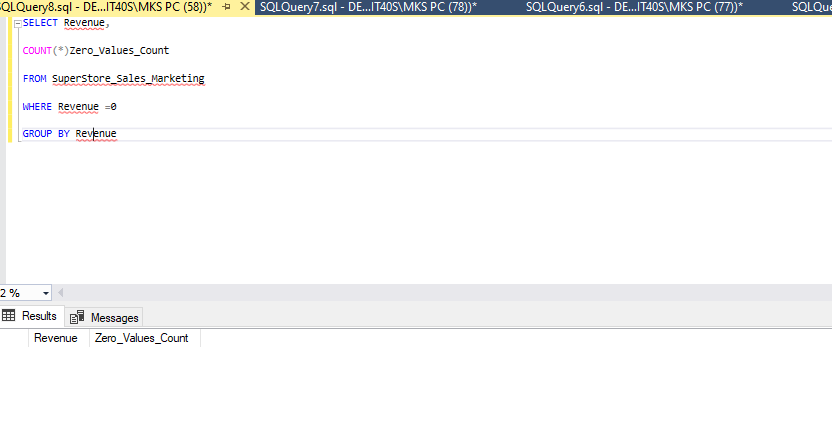 SQLQuery8.sql - DE...IT40S\MKS PC (58))* SQLQuery7.sql - DE...IT40S\MKS PC (78))* SQLQuery6.sql - DE...IT40S\MKS PC (77))* SQLQu
SELECT Revenue,
COUNT(*)Zero_Values_Count
FROM SuperStore_Sales_Marketing
WHERE Revenue =0
GROUP BY Revenue
2 %
Results Messages
Revenue Zero_Values_Count